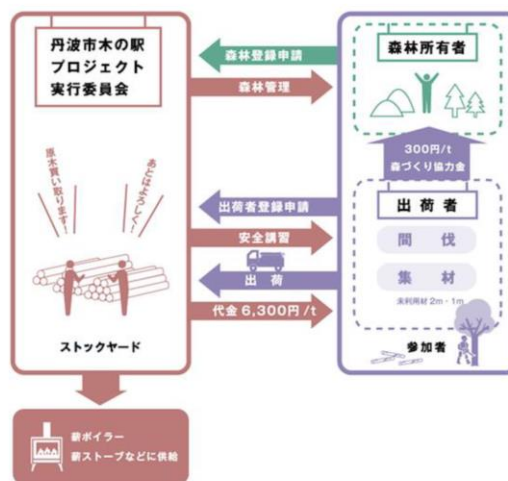 丹波市木の駅
プロジェクト
実行委員会
原木買い取ります!
あとはよろしく!
ストックヤード
薪ボイラー
薪ストーブなどに供給
森林登録申請
森林管理
出荷者登録申請
安全講習
出荷
代金6,300円/t
森林所有者
300円/t
森づくり協力金
出荷者
間伐
集材
未利用材 2m・1m
参加者